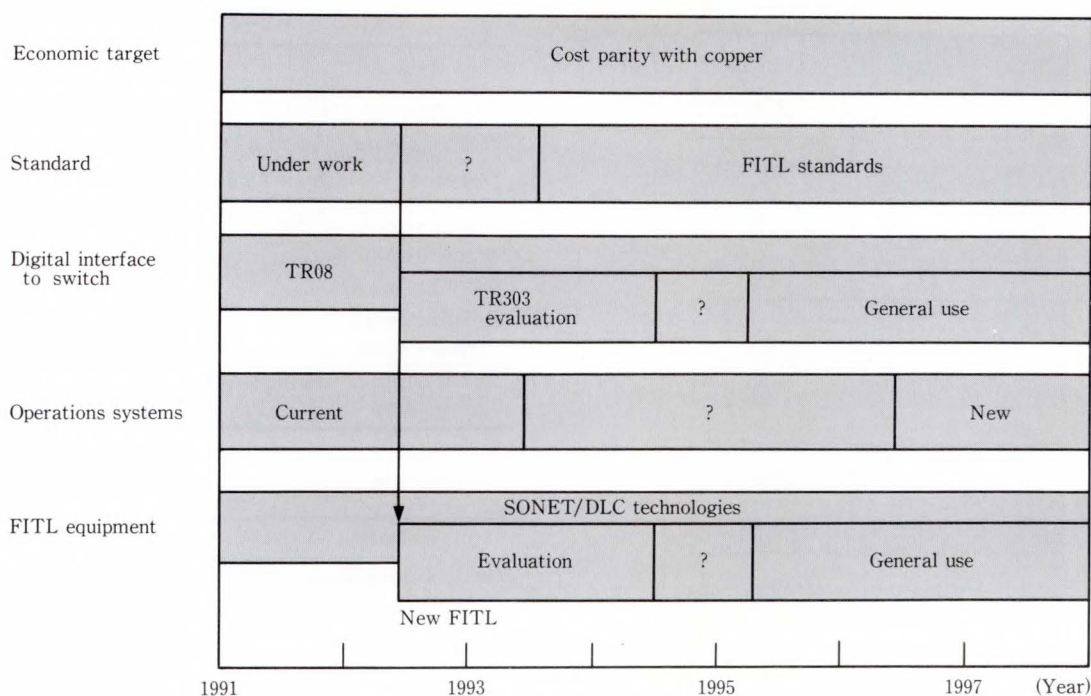 Economic target
Cost parity with copper
Standard
Under work
?
FITL standards
Digital interface
to switch
TR08
TR303
evaluation
?
General use
Operations systems
Current
?
New
FITL equipment
SONET/DLC technologies
Evaluation
?
General use
New FITL
1991
1993
1995
1997
(Year)